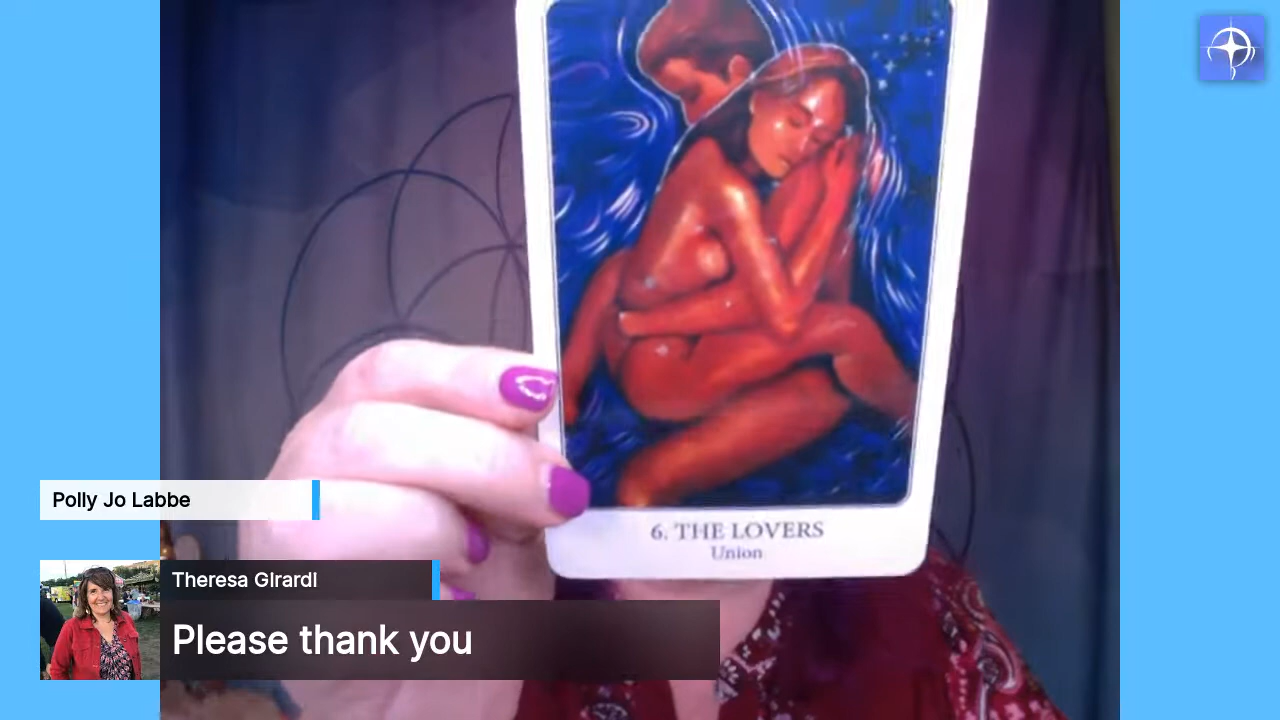 6. THE LOVERS
Union
Polly Jo Labbe
Theresa Girardi
Please thank you